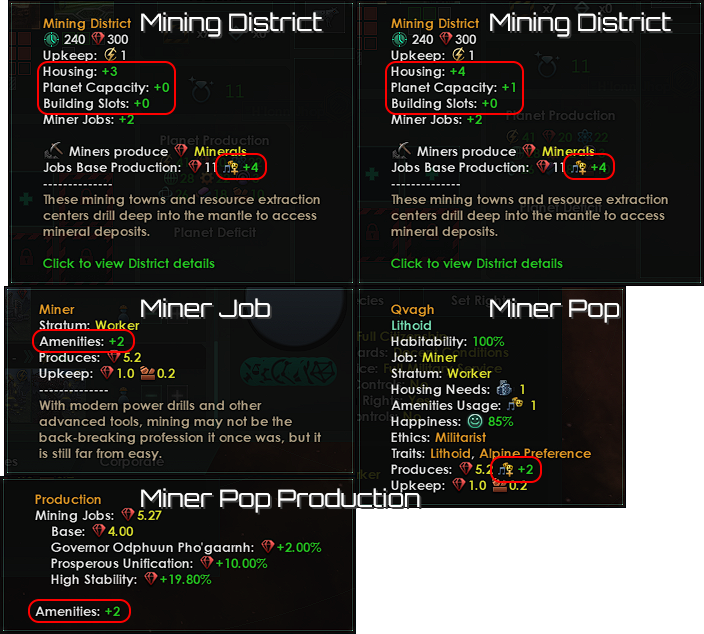 Mining District
Mining District
240 300
Upkeep: 1
Housing: +3
Planet Capacity: +0
Building Slots: +0
Miner Jobs: +2
Miners produce Minerals
Jobs Base Production: 11 +4
--------------
These mining towns and resource extraction
centers drill deep into the mantle to access
mineral deposits.
Click to view District details
Mining District
Mining District
240 300
Upkeep: 1
Housing: +4
Planet Capacity: +1
Building Slots: +0
Miner Jobs: +2
Miners produce Minerals
Jobs Base Production: 11 +4
--------------
These mining towns and resource extraction
centers drill deep into the mantle to access
mineral deposits.
Click to view District details
Miner Job
Miner
Stratum: Worker
Amenities: +2
Produces: 5.2
Upkeep: 1.0 0.2
--------------
With modern power drills and other
advanced tools, mining may not be the
back-breaking profession it once was, but it
is still far from easy.
Miner Pop
Qvagh
Lithoid
Habitability: 100%
Job: Miner
Stratum: Worker
Housing Needs: 1
Amenities Usage: 1
Happiness: 85%
Ethics: Militarist
Traits: Lithoid, Alpine Preference
Produces: 5.2 +2
Upkeep: 1.0 0.2
Miner Pop Production
Production
Mining Jobs: 5.27
Base: 4.00
Governor Odphuun Pho'gaarnh: +2.00%
Prosperous Unification: +10.00%
High Stability: +19.80%
Amenities: +2